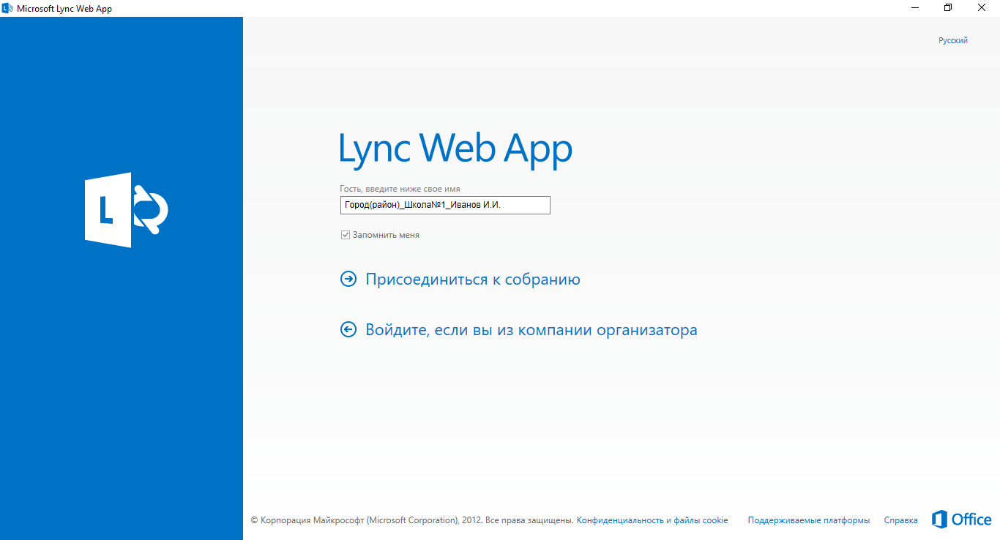 Microsoft Lync Web App
Русский
L
Lync Web App
Гость, введите ниже свое имя
Город(район)_Школа№1_Иванов И.И.
Запомнить меня
Присоединиться к собранию
Войдите, если вы из компании организатора
© Корпорация Майкрософт (Microsoft Corporation), 2012. Все права защищены. Конфиденциальность и файлы cookie Поддерживаемые платформы Справка Office